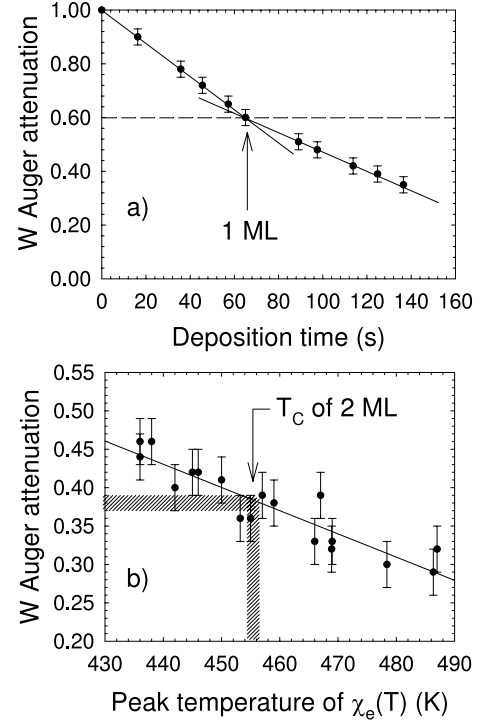 1.00
0.80
0.60
0.40
0.20
0.00
W Auger attenuation
a)
1 ML
0 20 40 60 80 100 120 140 160
Deposition time (s)
0.55
0.50
0.45
0.40
0.35
0.30
0.25
0.20
W Auger attenuation
T_C of 2 ML
b)
430 440 450 460 470 480 490
Peak temperature of χ_e(T) (K)